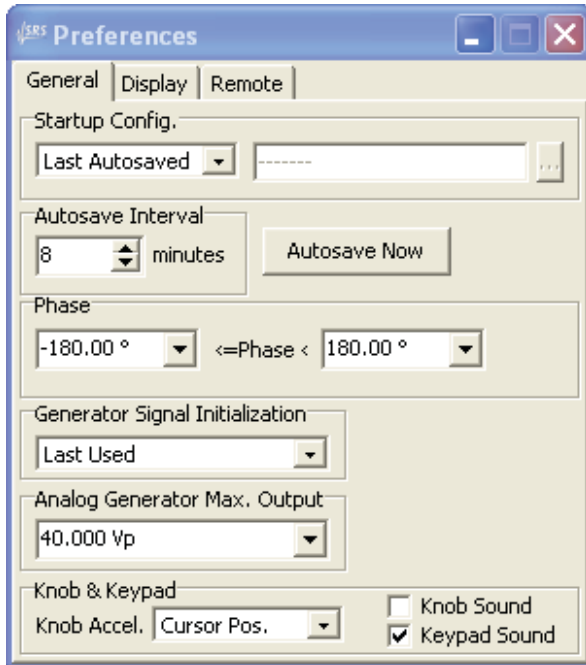 SRS Preferences
General Display Remote
Startup Config.
Last Autosaved ------- ...
Autosave Interval
8 minutes Autosave Now
Phase
-180.00 ° <=Phase < 180.00 °
Generator Signal Initialization
Last Used
Analog Generator Max. Output
40.000 Vp
Knob & Keypad
Knob Accel. Cursor Pos. Knob Sound
Keypad Sound